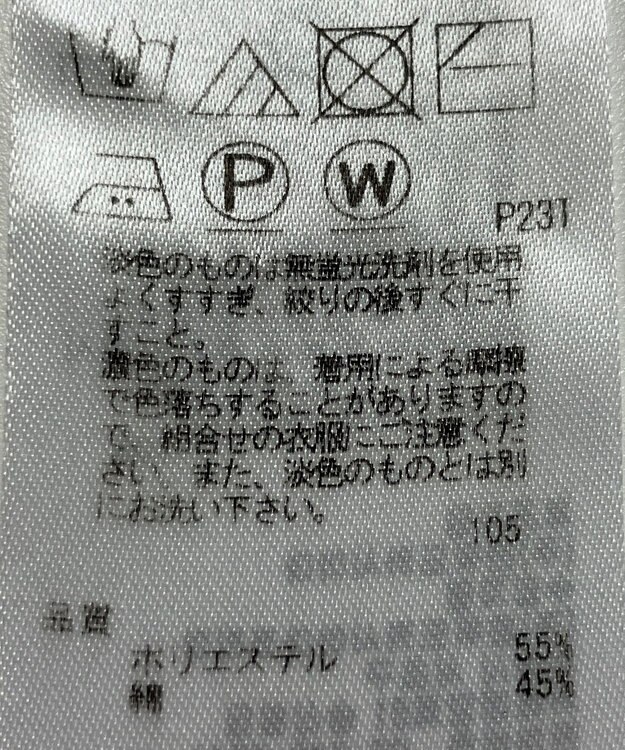 P W
P231
淡色のものは無蛍光洗剤を使用
よくすすぎ、絞りの後すぐに干
すこと。
濃色のものは、着用による摩擦
で色落ちすることがありますの
で、組合せの衣服にご注意くだ
さい。また、淡色のものとは別
にお洗い下さい。
105
品質
ポリエステル 55%
綿 45%